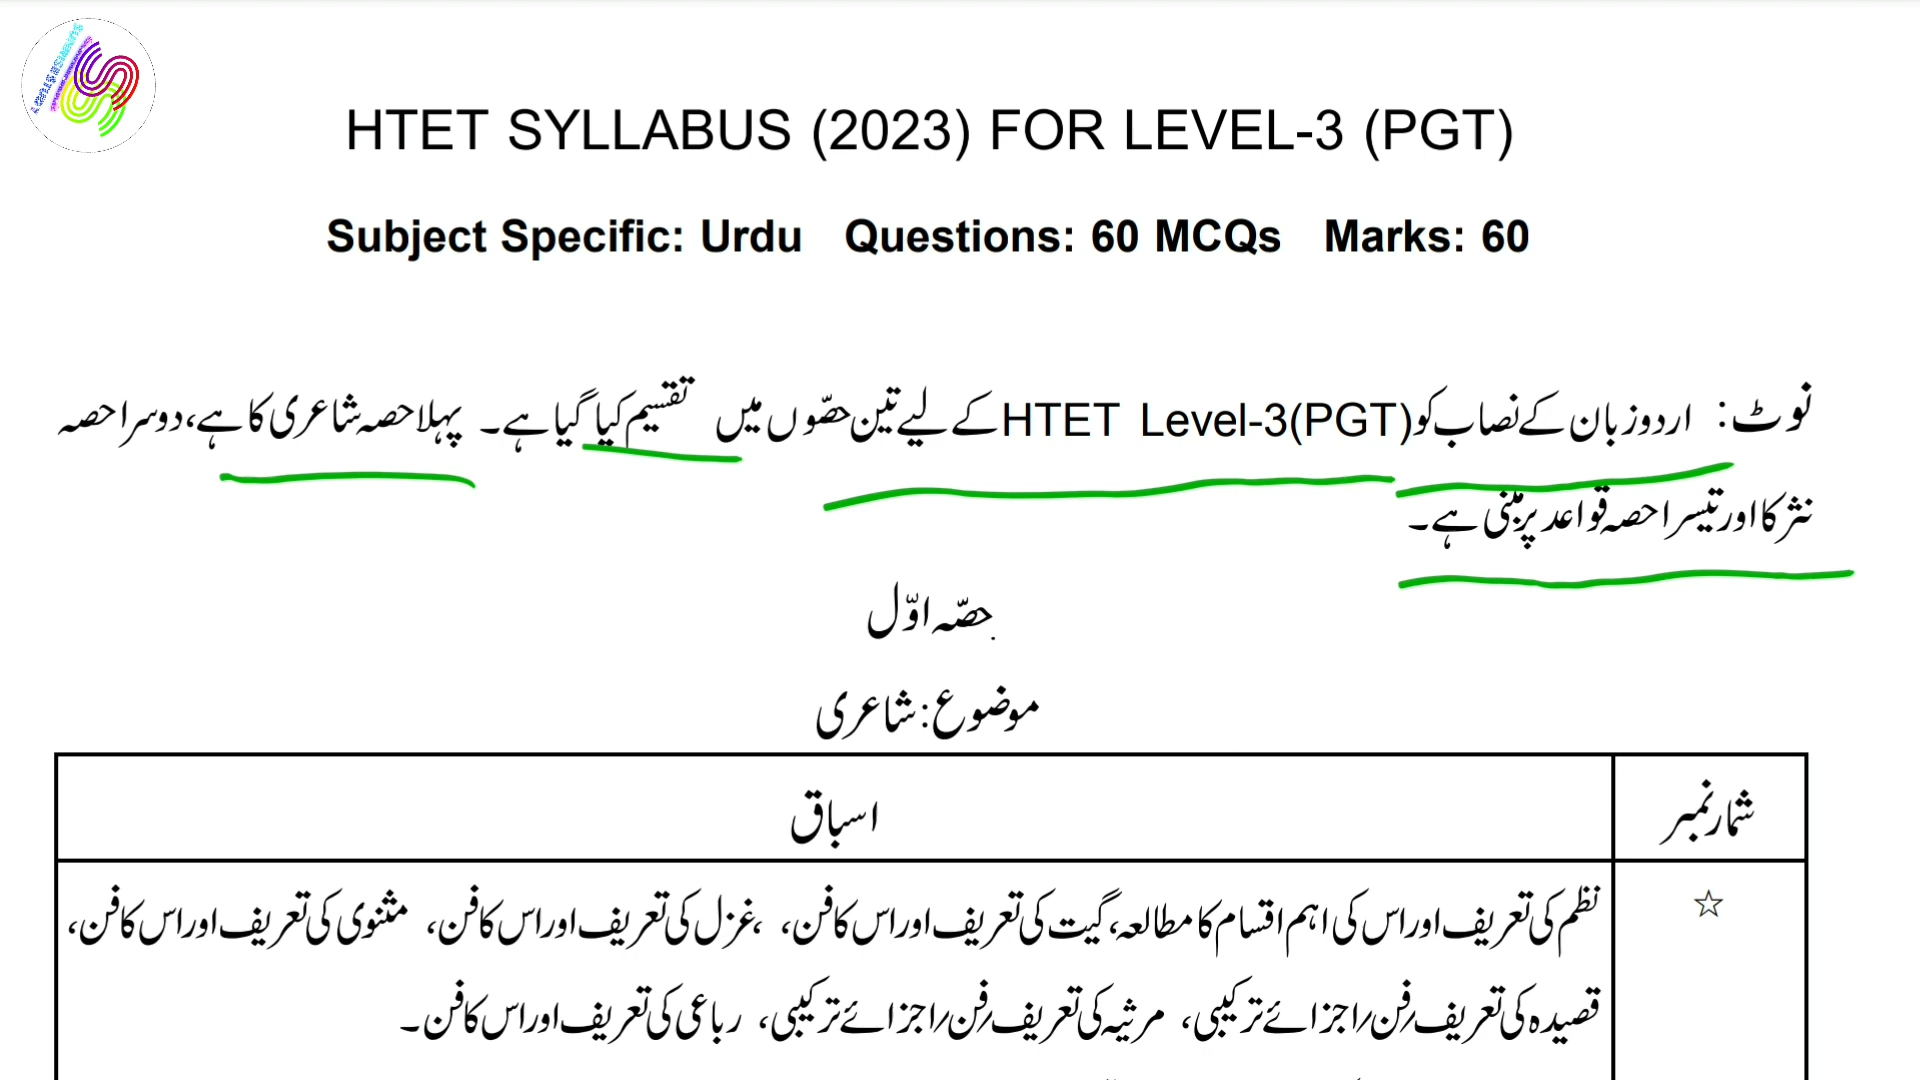 HTET SYLLABUS (2023) FOR LEVEL-3 (PGT)
Subject Specific: Urdu Questions: 60 MCQs Marks: 60
نوٹ: اردو زبان کے نصاب کو HTET Level-3(PGT) کے لیے تین حصّوں میں تقسیم کیا گیا ہے۔ پہلا حصہ شاعری کا ہے، دوسرا حصہ
نثر کا اور تیسرا حصہ قواعد پر مبنی ہے۔
حصّہ اوّل
موضوع: شاعری
شمار نمبر اسباق
☆ نظم کی تعریف اور اس کی اہم اقسام کا مطالعہ، گیت کی تعریف اور اس کا فن، غزل کی تعریف اور اس کا فن، مثنوی کی تعریف اور اس کا فن،
قصیدہ کی تعریف/فن/اجزائے ترکیبی، مرثیہ کی تعریف/فن/اجزائے ترکیبی، رباعی کی تعریف اور اس کا فن۔